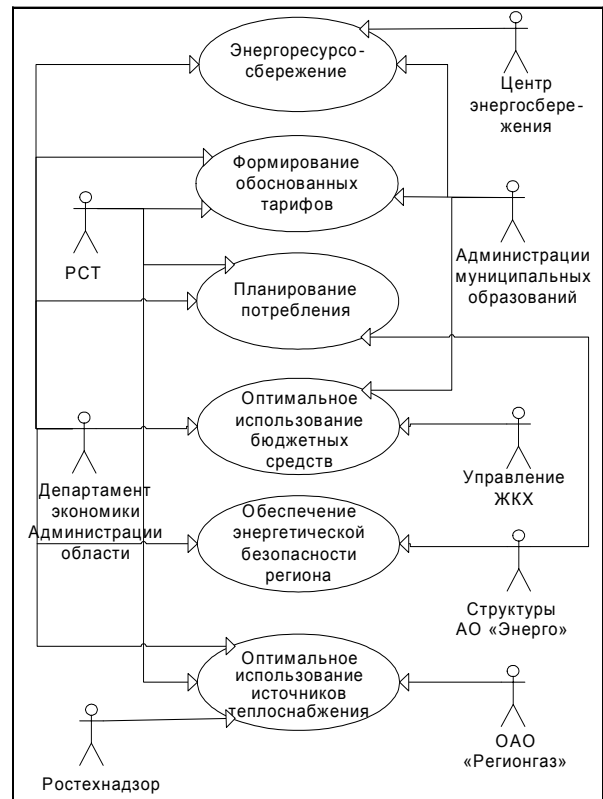 Энергоресурсо-
сбережение
Центр
энергосбере-
жения
Формирование
обоснованных
тарифов
РСТ
Администрации
муниципальных
образований
Планирование
потребления
Оптимальное
использование
бюджетных
средств
Департамент
экономики
Администрации
области
Управление
ЖКХ
Обеспечение
энергетической
безопасности
региона
Структуры
АО «Энерго»
Оптимальное
использование
источников
теплоснабжения
Ростехнадзор
ОАО
«Регионгаз»